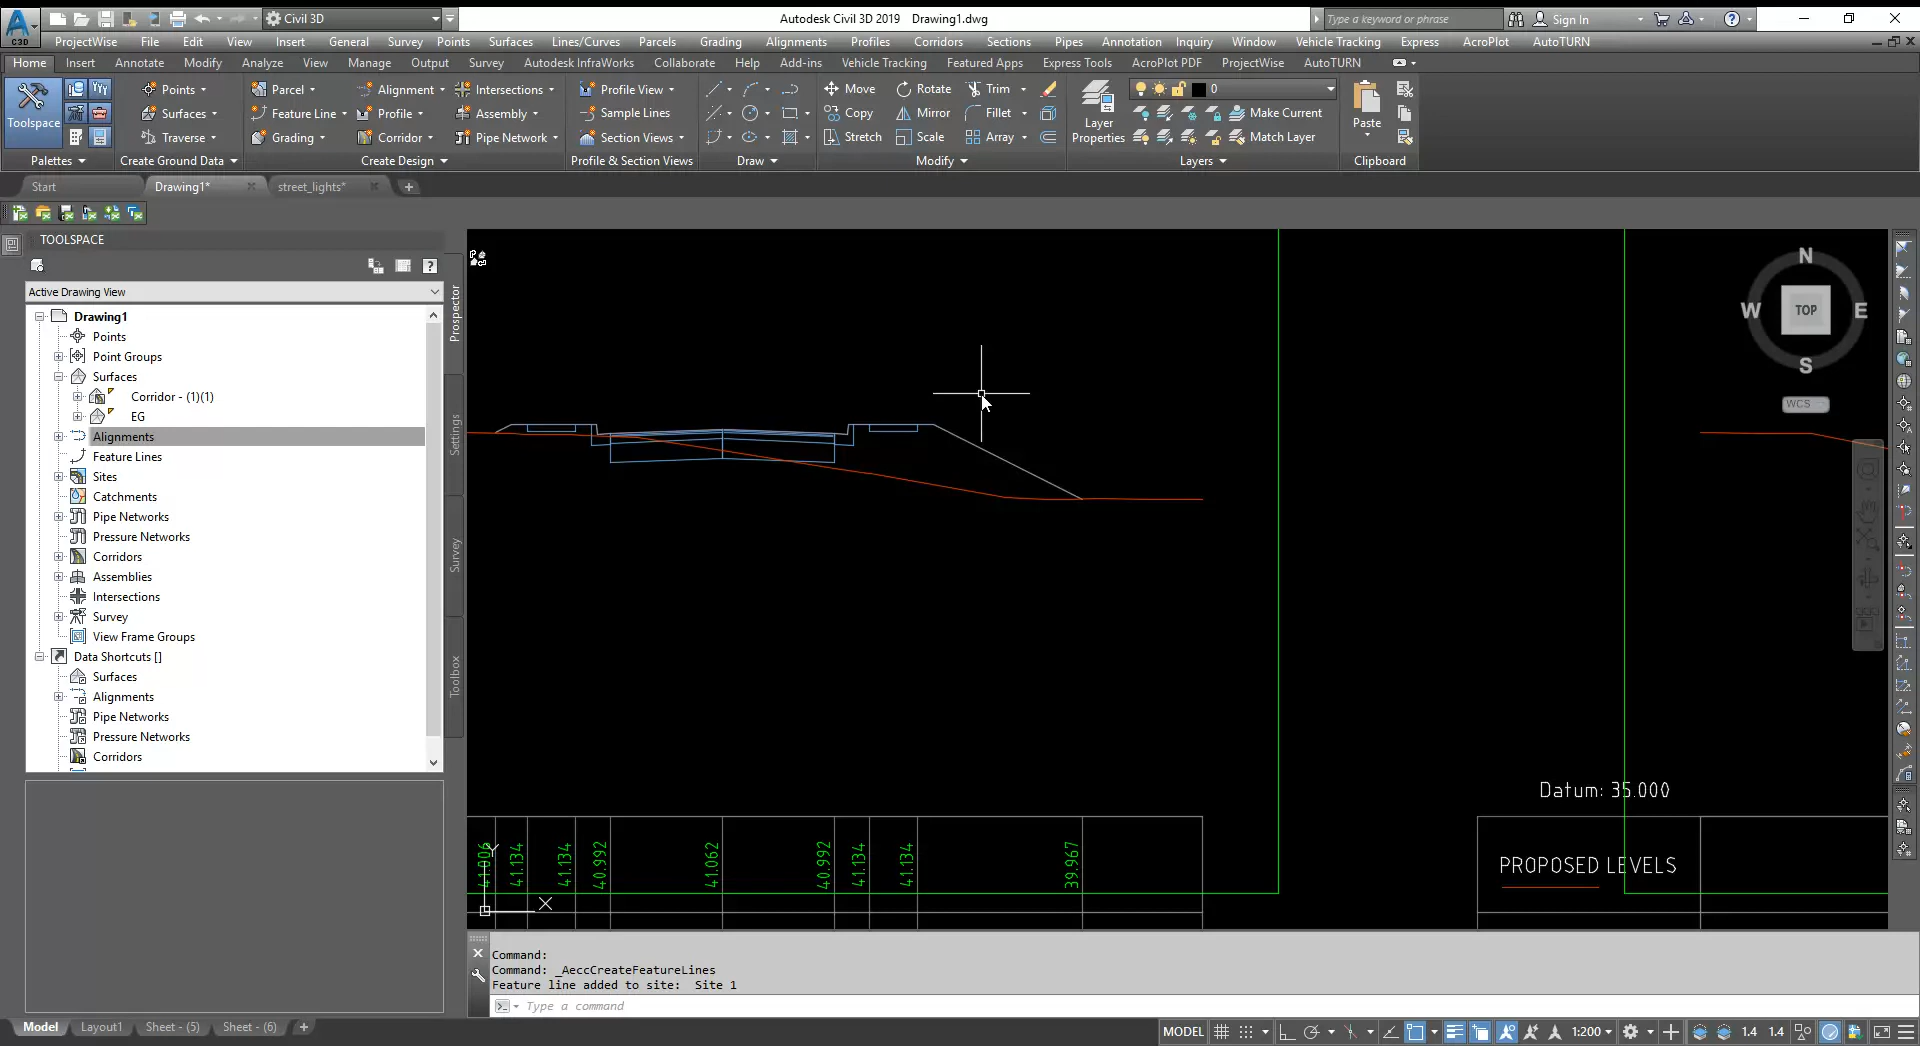 Civil 3D
Autodesk Civil 3D 2019 Drawing1.dwg
Type a keyword or phrase
Sign In
C3D
ProjectWise File Edit View Insert General Survey Points Surfaces Lines/Curves Parcels Grading Alignments Profiles Corridors Sections Pipes Annotation Inquiry Window Vehicle Tracking Express AcroPlot AutoTURN
Home Insert Annotate Modify Analyze View Manage Output Survey Autodesk InfraWorks Collaborate Help Add-ins Vehicle Tracking Featured Apps Express Tools AcroPlot PDF ProjectWise AutoTURN
Points Parcel Alignment Intersections Profile View Move Rotate Trim 0
Surfaces Feature Line Profile Assembly Sample Lines Copy Mirror Fillet Make Current
Toolspace Layer Paste
Traverse Grading Corridor Pipe Network Section Views Stretch Scale Array Properties Match Layer
Palettes Create Ground Data Create Design Profile & Section Views Draw Modify Layers Clipboard
Start Drawing1* street_lights*
TOOLSPACE
Active Drawing View
Drawing1
Points
Point Groups
Surfaces
Corridor - (1)(1)
EG
Alignments
Feature Lines
Sites
Catchments
Pipe Networks
Pressure Networks
Corridors
Assemblies
Intersections
Survey
View Frame Groups
Data Shortcuts []
Surfaces
Alignments
Pipe Networks
Pressure Networks
Corridors
Prospector
Settings
Survey
Toolbox
N
W TOP E
S
WCS
Datum: 35.000
PROPOSED LEVELS
41.006 41.134 41.134 40.992 41.062 40.992 41.134 41.134 39.967
Y
X
Command:
Command: _AeccCreateFeatureLines
Feature line added to site: Site 1
Type a command
Model Layout1 Sheet - (5) Sheet - (6)
MODEL 1:200 1.4 1.4